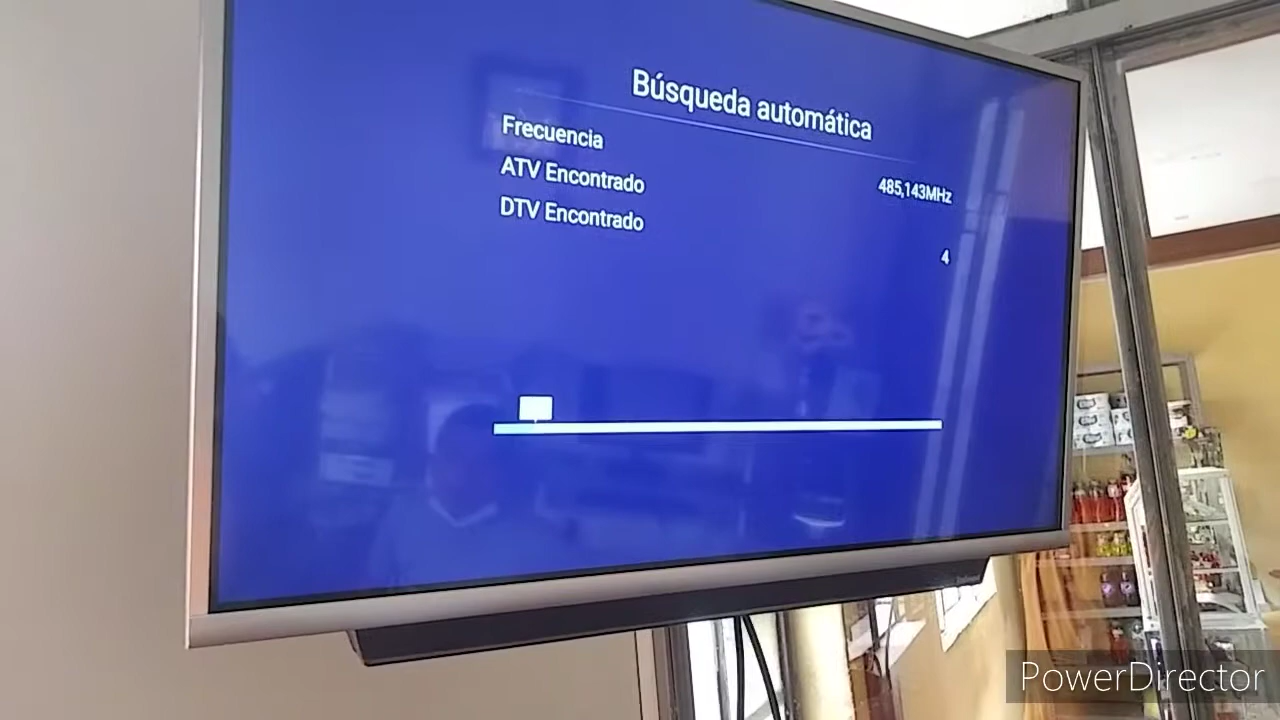 Búsqueda automática
Frecuencia
485,143MHz
ATV Encontrado
DTV Encontrado
4
PowerDirector